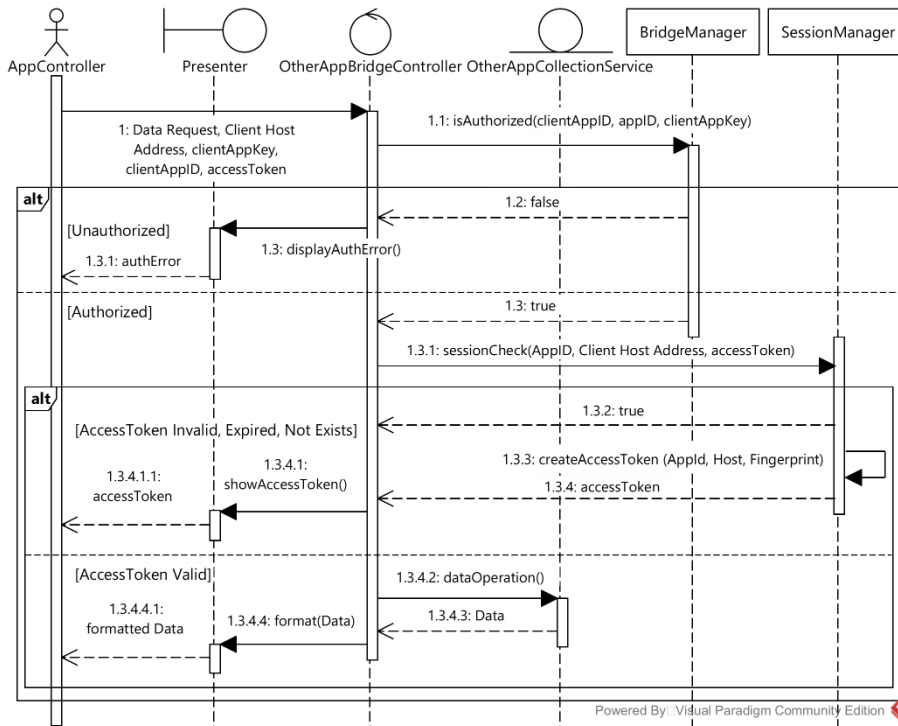 AppController
Presenter
OtherAppBridgeController
OtherAppCollectionService
BridgeManager
SessionManager
1: Data Request, Client Host
Address, clientAppKey,
clientAppID, accessToken
1.1: isAuthorized(clientAppID, appID, clientAppKey)
alt
1.2: false
[Unauthorized]
1.3: displayAuthError()
1.3.1: authError
[Authorized]
1.3: true
1.3.1: sessionCheck(AppID, Client Host Address, accessToken)
alt
1.3.2: true
[AccessToken Invalid, Expired, Not Exists]
1.3.3: createAccessToken (AppId, Host, Fingerprint)
1.3.4.1:
showAccessToken()
1.3.4.1.1:
accessToken
1.3.4: accessToken
[AccessToken Valid]
1.3.4.2: dataOperation()
1.3.4.3: Data
1.3.4.4: format(Data)
1.3.4.4.1:
formatted Data
Powered By Visual Paradigm Community Edition